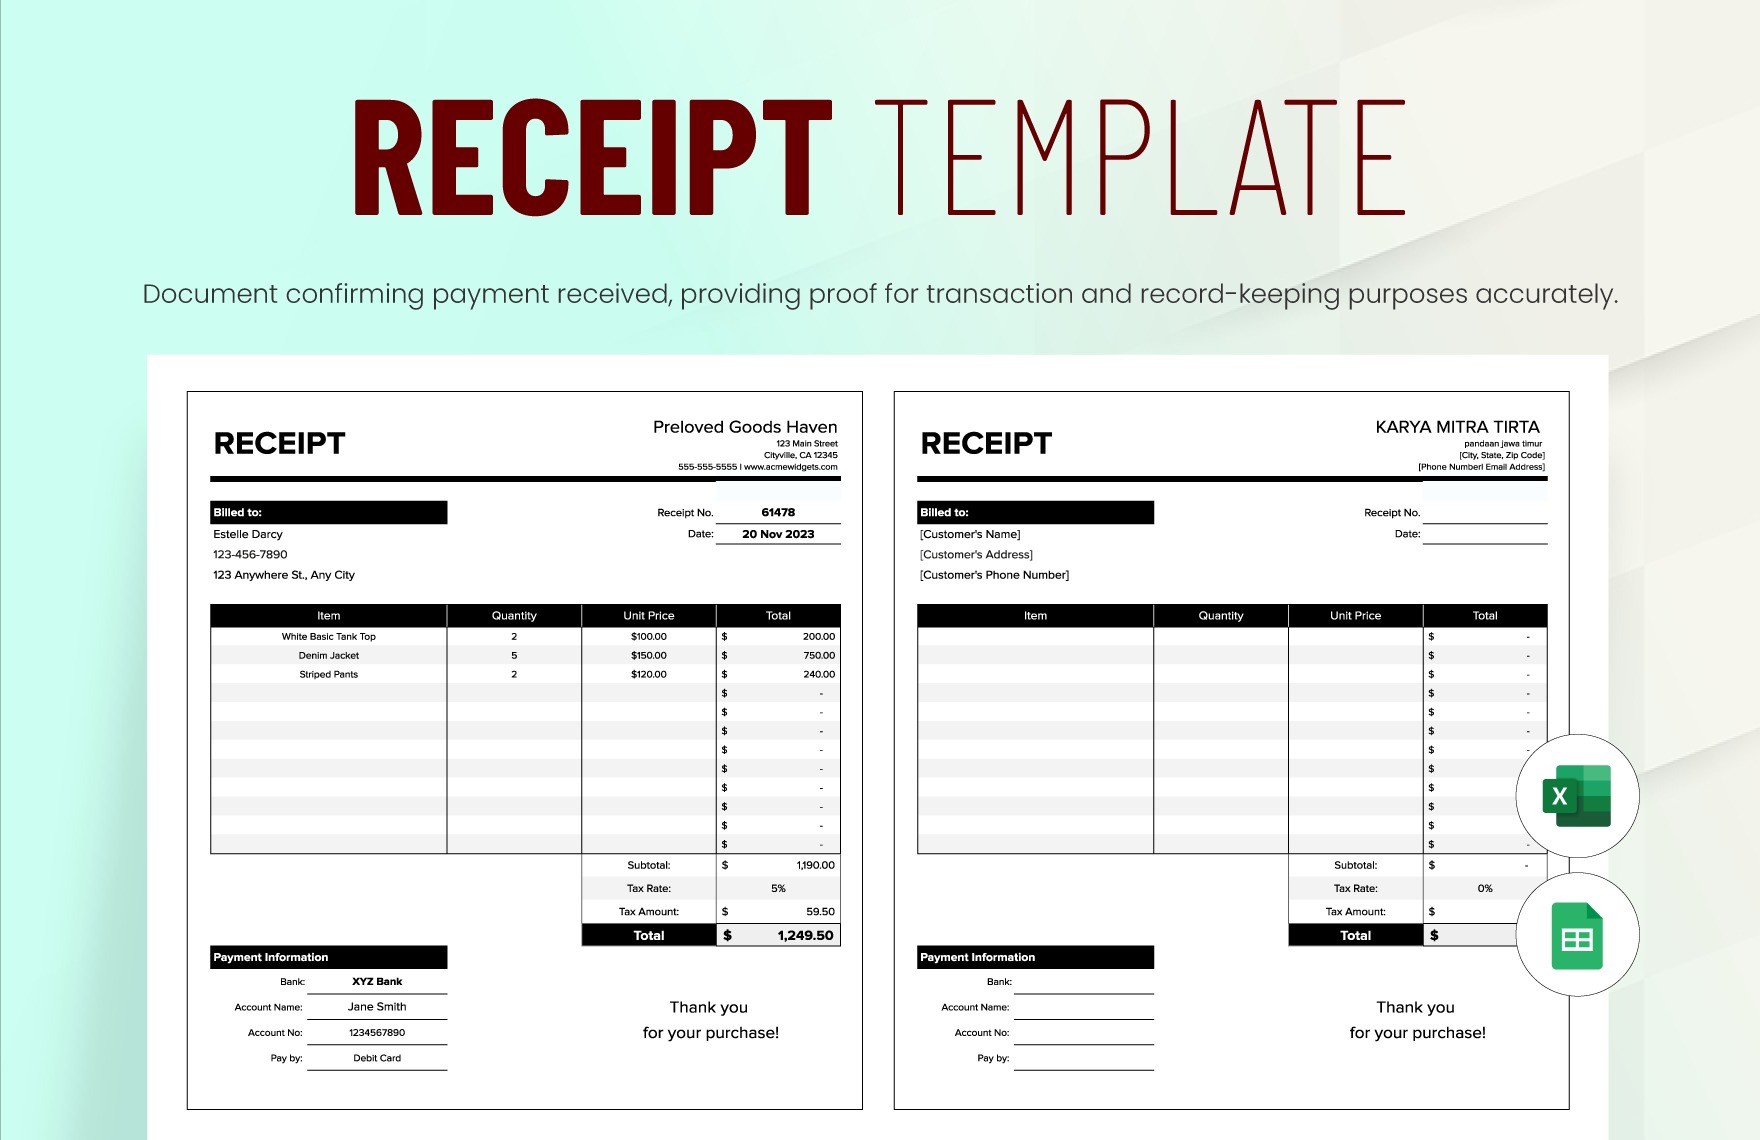 RECEIPT TEMPLATE
Document confirming payment received, providing proof for transaction and record-keeping purposes accurately.
RECEIPT
Preloved Goods Haven
123 Main Street
Cityville, CA 12345
555-555-5555 I www.acmewidgets.com
Billed to:
Receipt No. 61478
Estelle Darcy
Date: 20 Nov 2023
123-456-7890
123 Anywhere St., Any City
Item Quantity Unit Price Total
White Basic Tank Top 2 $100.00 $ 200.00
Denim Jacket 5 $150.00 $ 750.00
Striped Pants 2 $120.00 $ 240.00
$ -
$ -
$ -
$ -
$ -
$ -
$ -
$ -
$ -
Subtotal: $ 1,190.00
Tax Rate: 5%
Tax Amount: $ 59.50
Total $ 1,249.50
Payment Information
Bank: XYZ Bank
Account Name: Jane Smith
Account No: 1234567890
Pay by: Debit Card
Thank you
for your purchase!
RECEIPT
KARYA MITRA TIRTA
pandaan jawa timur
[City, State, Zip Code]
[Phone NumberI Email Address]
Billed to:
Receipt No.
[Customer's Name]
Date:
[Customer's Address]
[Customer's Phone Number]
Item Quantity Unit Price Total
$ -
$ -
$ -
$ -
$ -
$ -
$ -
$
$
$
$
$ -
Subtotal: $ -
Tax Rate: 0%
Tax Amount: $
Total $
Payment Information
Bank:
Account Name:
Account No:
Pay by:
Thank you
for your purchase!
X